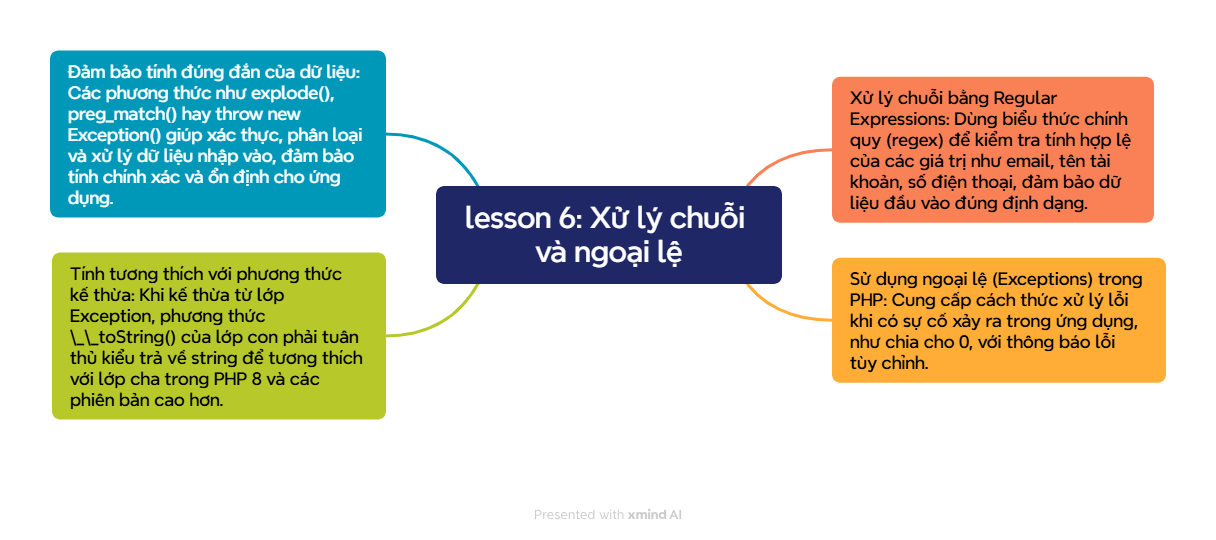 Đảm bảo tính đúng đắn của dữ liệu:
Các phương thức như explode(),
preg_match() hay throw new
Exception() giúp xác thực, phân loại
và xử lý dữ liệu nhập vào, đảm bảo
tính chính xác và ổn định cho ứng
dụng.
Tính tương thích với phương thức
kế thừa: Khi kế thừa từ lớp
Exception, phương thức
\_\_toString() của lớp con phải tuân
thủ kiểu trả về string để tương thích
với lớp cha trong PHP 8 và các
phiên bản cao hơn.
lesson 6: Xử lý chuỗi
và ngoại lệ
Xử lý chuỗi bằng Regular
Expressions: Dùng biểu thức chính
quy (regex) để kiểm tra tính hợp lệ
của các giá trị như email, tên tài
khoản, số điện thoại, đảm bảo dữ
liệu đầu vào đúng định dạng.
Sử dụng ngoại lệ (Exceptions) trong
PHP: Cung cấp cách thức xử lý lỗi
khi có sự cố xảy ra trong ứng dụng,
như chia cho 0, với thông báo lỗi
tùy chỉnh.
Presented with xmind AI